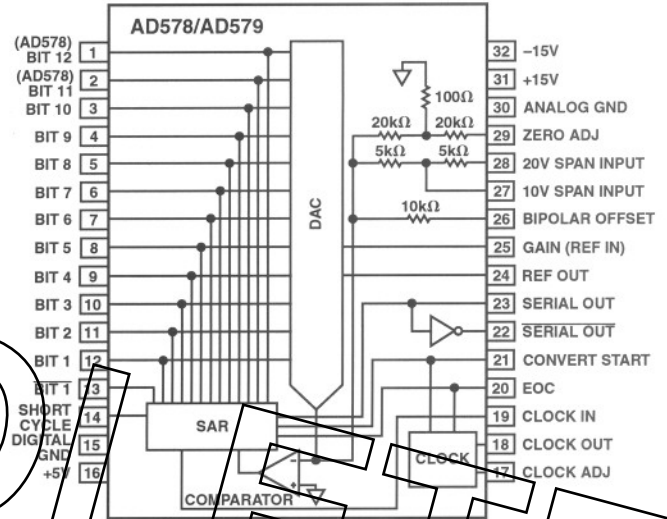 AD578/AD579
(AD578)
BIT 12 1
(AD578)
BIT 11 2
BIT 10 3
BIT 9 4
BIT 8 5
BIT 7 6
BIT 6 7
BIT 5 8
BIT 4 9
BIT 3 10
BIT 2 11
BIT 1 12
BIT 1 13
SHORT
CYCLE 14
DIGITAL
GND 15
+5V 16
DAC
SAR
COMPARATOR
–
+
CLOCK
100Ω
20kΩ 20kΩ
5kΩ 5kΩ
10kΩ
32 –15V
31 +15V
30 ANALOG GND
29 ZERO ADJ
28 20V SPAN INPUT
27 10V SPAN INPUT
26 BIPOLAR OFFSET
25 GAIN (REF IN)
24 REF OUT
23 SERIAL OUT
22 SERIAL OUT
21 CONVERT START
20 EOC
19 CLOCK IN
18 CLOCK OUT
17 CLOCK ADJ